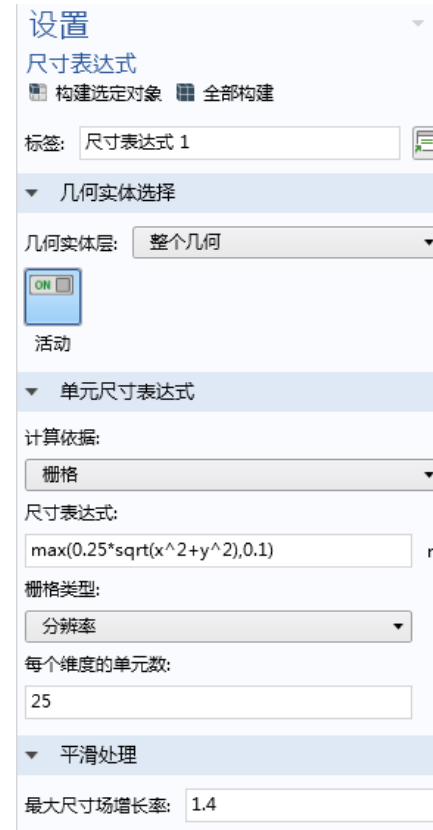 设置
尺寸表达式
构建选定对象 全部构建
标签: 尺寸表达式 1
几何实体选择
几何实体层: 整个几何
ON
活动
单元尺寸表达式
计算依据:
栅格
尺寸表达式:
max(0.25*sqrt(x^2+y^2),0.1)
栅格类型:
分辨率
每个维度的单元数:
25
平滑处理
最大尺寸场增长率: 1.4